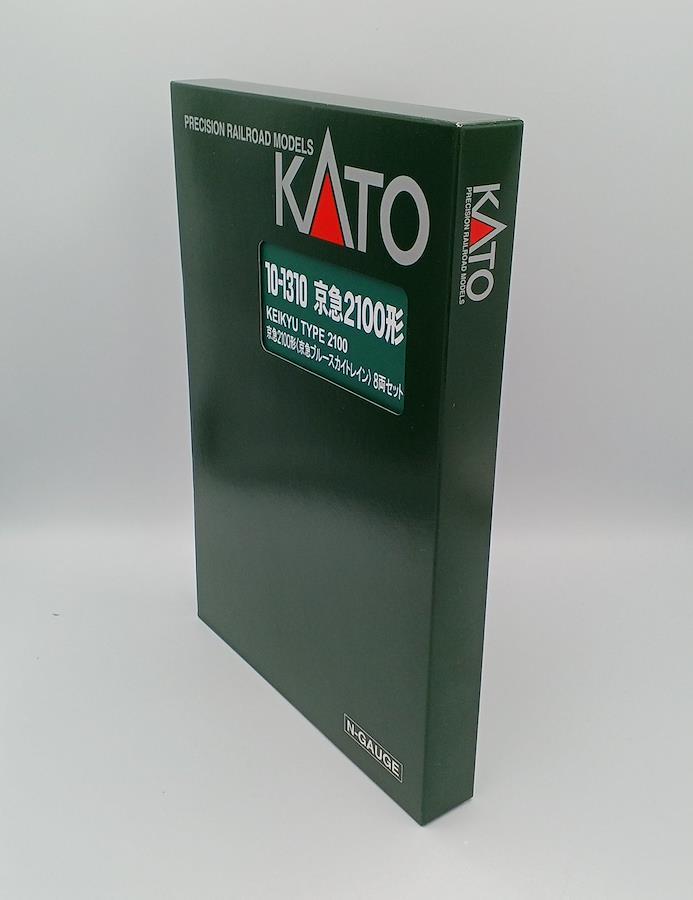 PRECISION RAILROAD MODELS
KATO
10-1310 京急2100形
KEIKYU TYPE 2100
京急2100形(京急ブルースカイトレイン) 8両セット
N-GAUGE
KATO
PRECISION RAILROAD MODELS